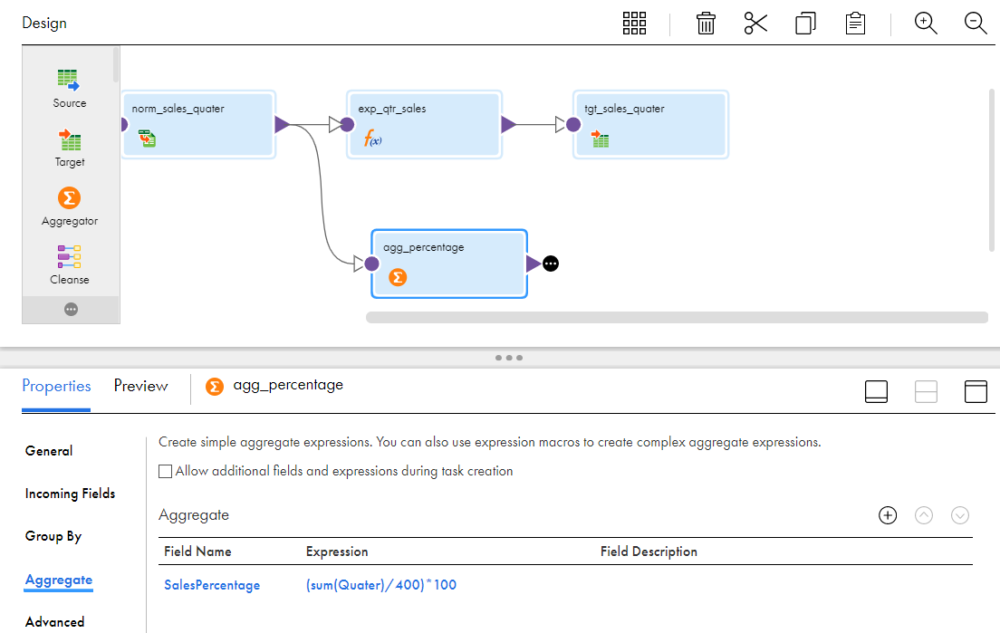 Design
Source
Target
Aggregator
Cleanse
norm_sales_quater
exp_qtr_sales
f(x)
tgt_sales_quater
agg_percentage
Σ
Properties
Preview
agg_percentage
General
Incoming Fields
Group By
Aggregate
Advanced
Create simple aggregate expressions. You can also use expression macros to create complex aggregate expressions.
Allow additional fields and expressions during task creation
Aggregate
Field Name Expression Field Description
SalesPercentage (sum(Quater)/400)*100